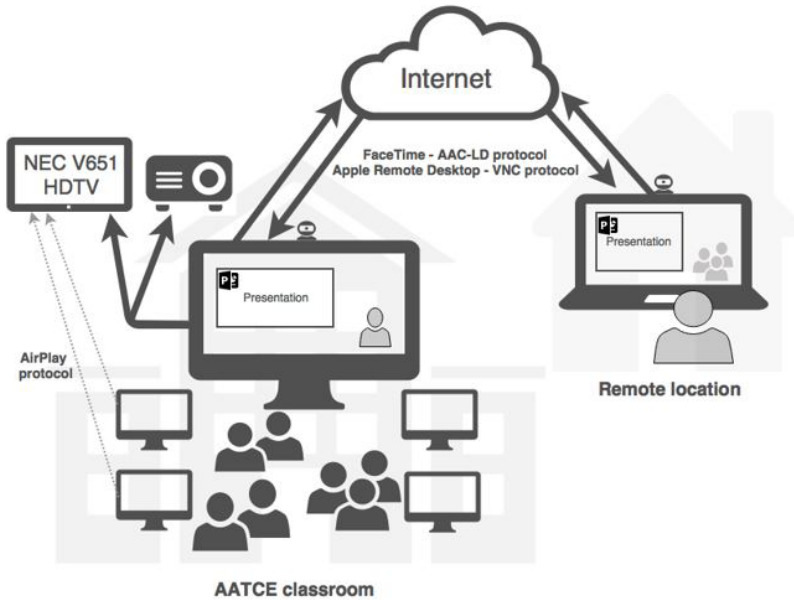 Internet
FaceTime - AAC-LD protocol
Apple Remote Desktop - VNC protocol
NEC V651
HDTV
P
Presentation
P
Presentation
AirPlay
protocol
Remote location
AATCE classroom